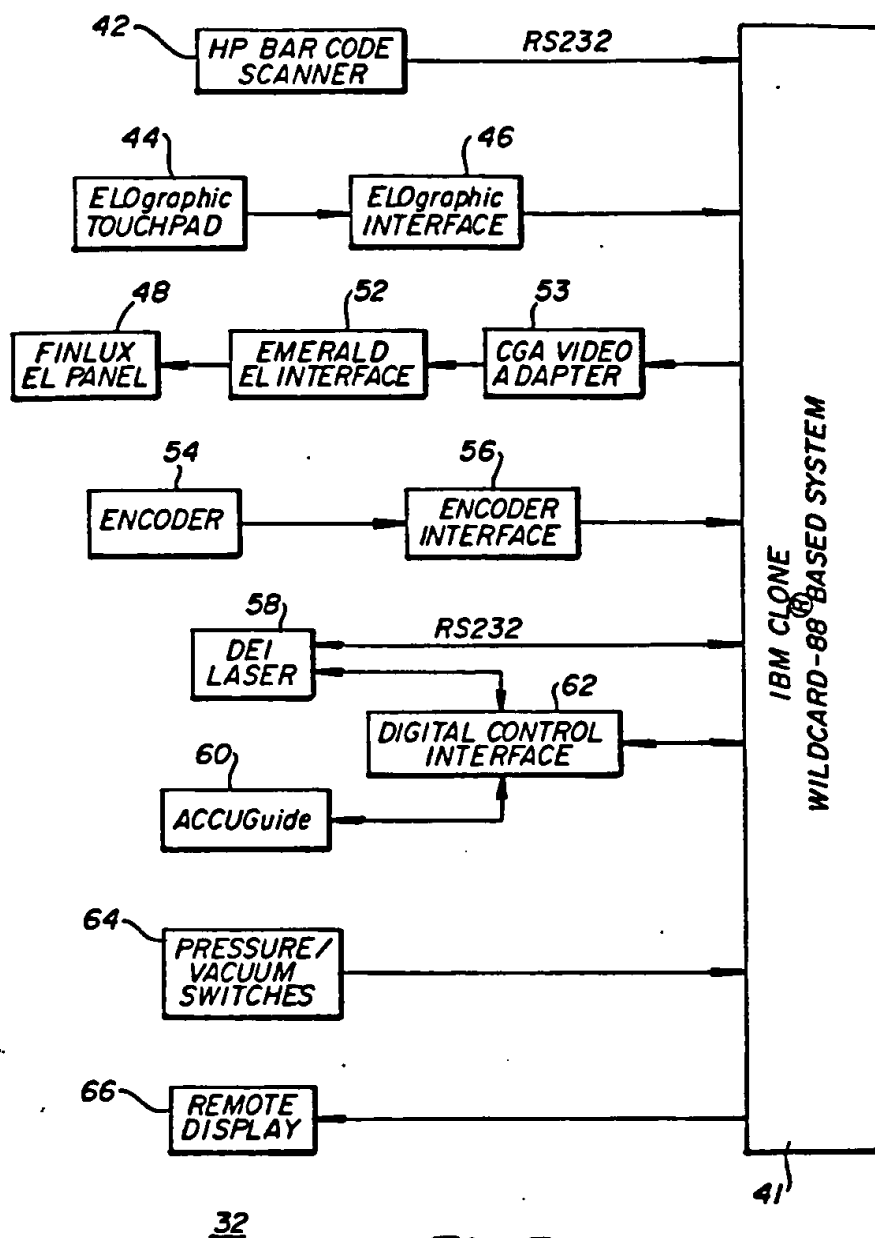 42
HP BAR CODE
SCANNER
RS232
44
46
ELOgraphic
TOUCHPAD
ELOgraphic
INTERFACE
48
52
53
FINLUX
EL PANEL
EMERALD
EL INTERFACE
CGA VIDEO
ADAPTER
54
56
ENCODER
ENCODER
INTERFACE
58
DEI
LASER
RS232
62
DIGITAL CONTROL
INTERFACE
60
ACCUGuide
64
PRESSURE/
VACUUM
SWITCHES
66
REMOTE
DISPLAY
IBM CLONE
WILDCARD-88® BASED SYSTEM
41
32